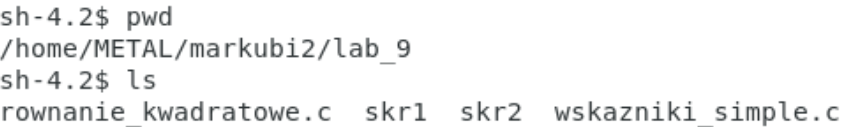 sh-4.2$ pwd
/home/METAL/markubi2/lab_9
sh-4.2$ ls
rownanie_kwadratowe.c  skr1  skr2  wskazniki_simple.c